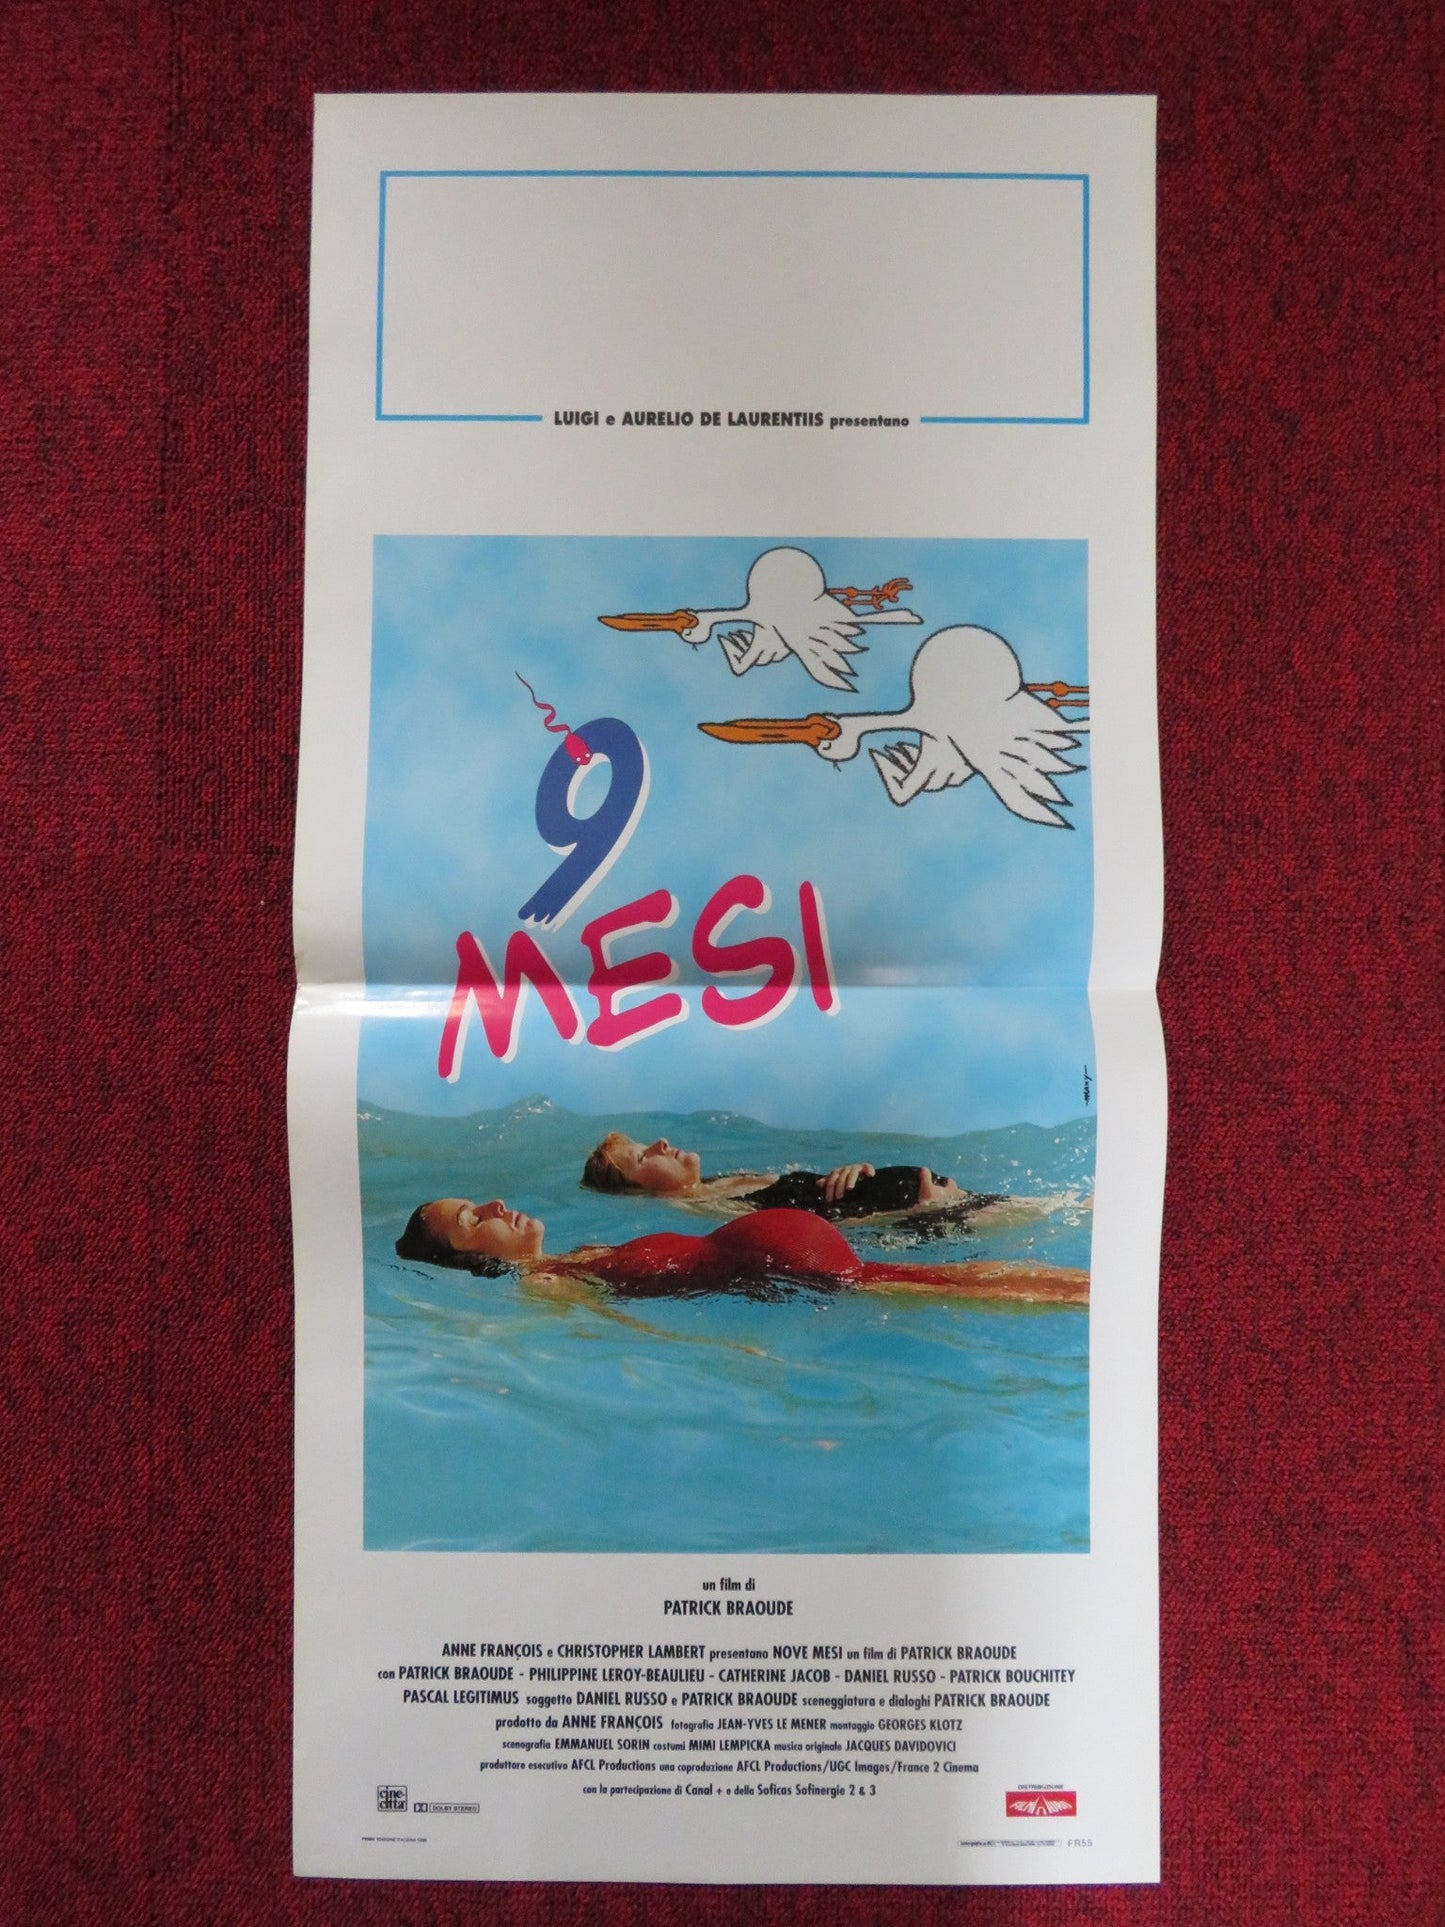 LUIGI e AURELIO DE LAURENTIIS presentano
9
MESI
MAXY
un film di
PATRICK BRAOUDE
ANNE FRANÇOIS e CHRISTOPHER LAMBERT presentano NOVE MESI un film di PATRICK BRAOUDE
con PATRICK BRAOUDE - PHILIPPINE LEROY-BEAULIEU - CATHERINE JACOB - DANIEL RUSSO - PATRICK BOUCHITEY
PASCAL LEGITIMUS soggetto DANIEL RUSSO e PATRICK BRAOUDE sceneggiatura e dialoghi PATRICK BRAOUDE
prodotto da ANNE FRANÇOIS fotografia JEAN-YVES LE MENER montaggio GEORGES KLOTZ
scenografia EMMANUEL SORIN costumi MIMI LEMPICKA musica originale JACQUES DAVIDOVICI
produttore esecutivo AFCL Productions una coproduzione AFCL Productions/UGC Images/France 2 Cinema
con la partecipazione di Canal + e della Soficas Sofinergie 2 & 3
cine-
città
DOLBY STEREO
DISTRIBUZIONE
FILMAURO
FR55